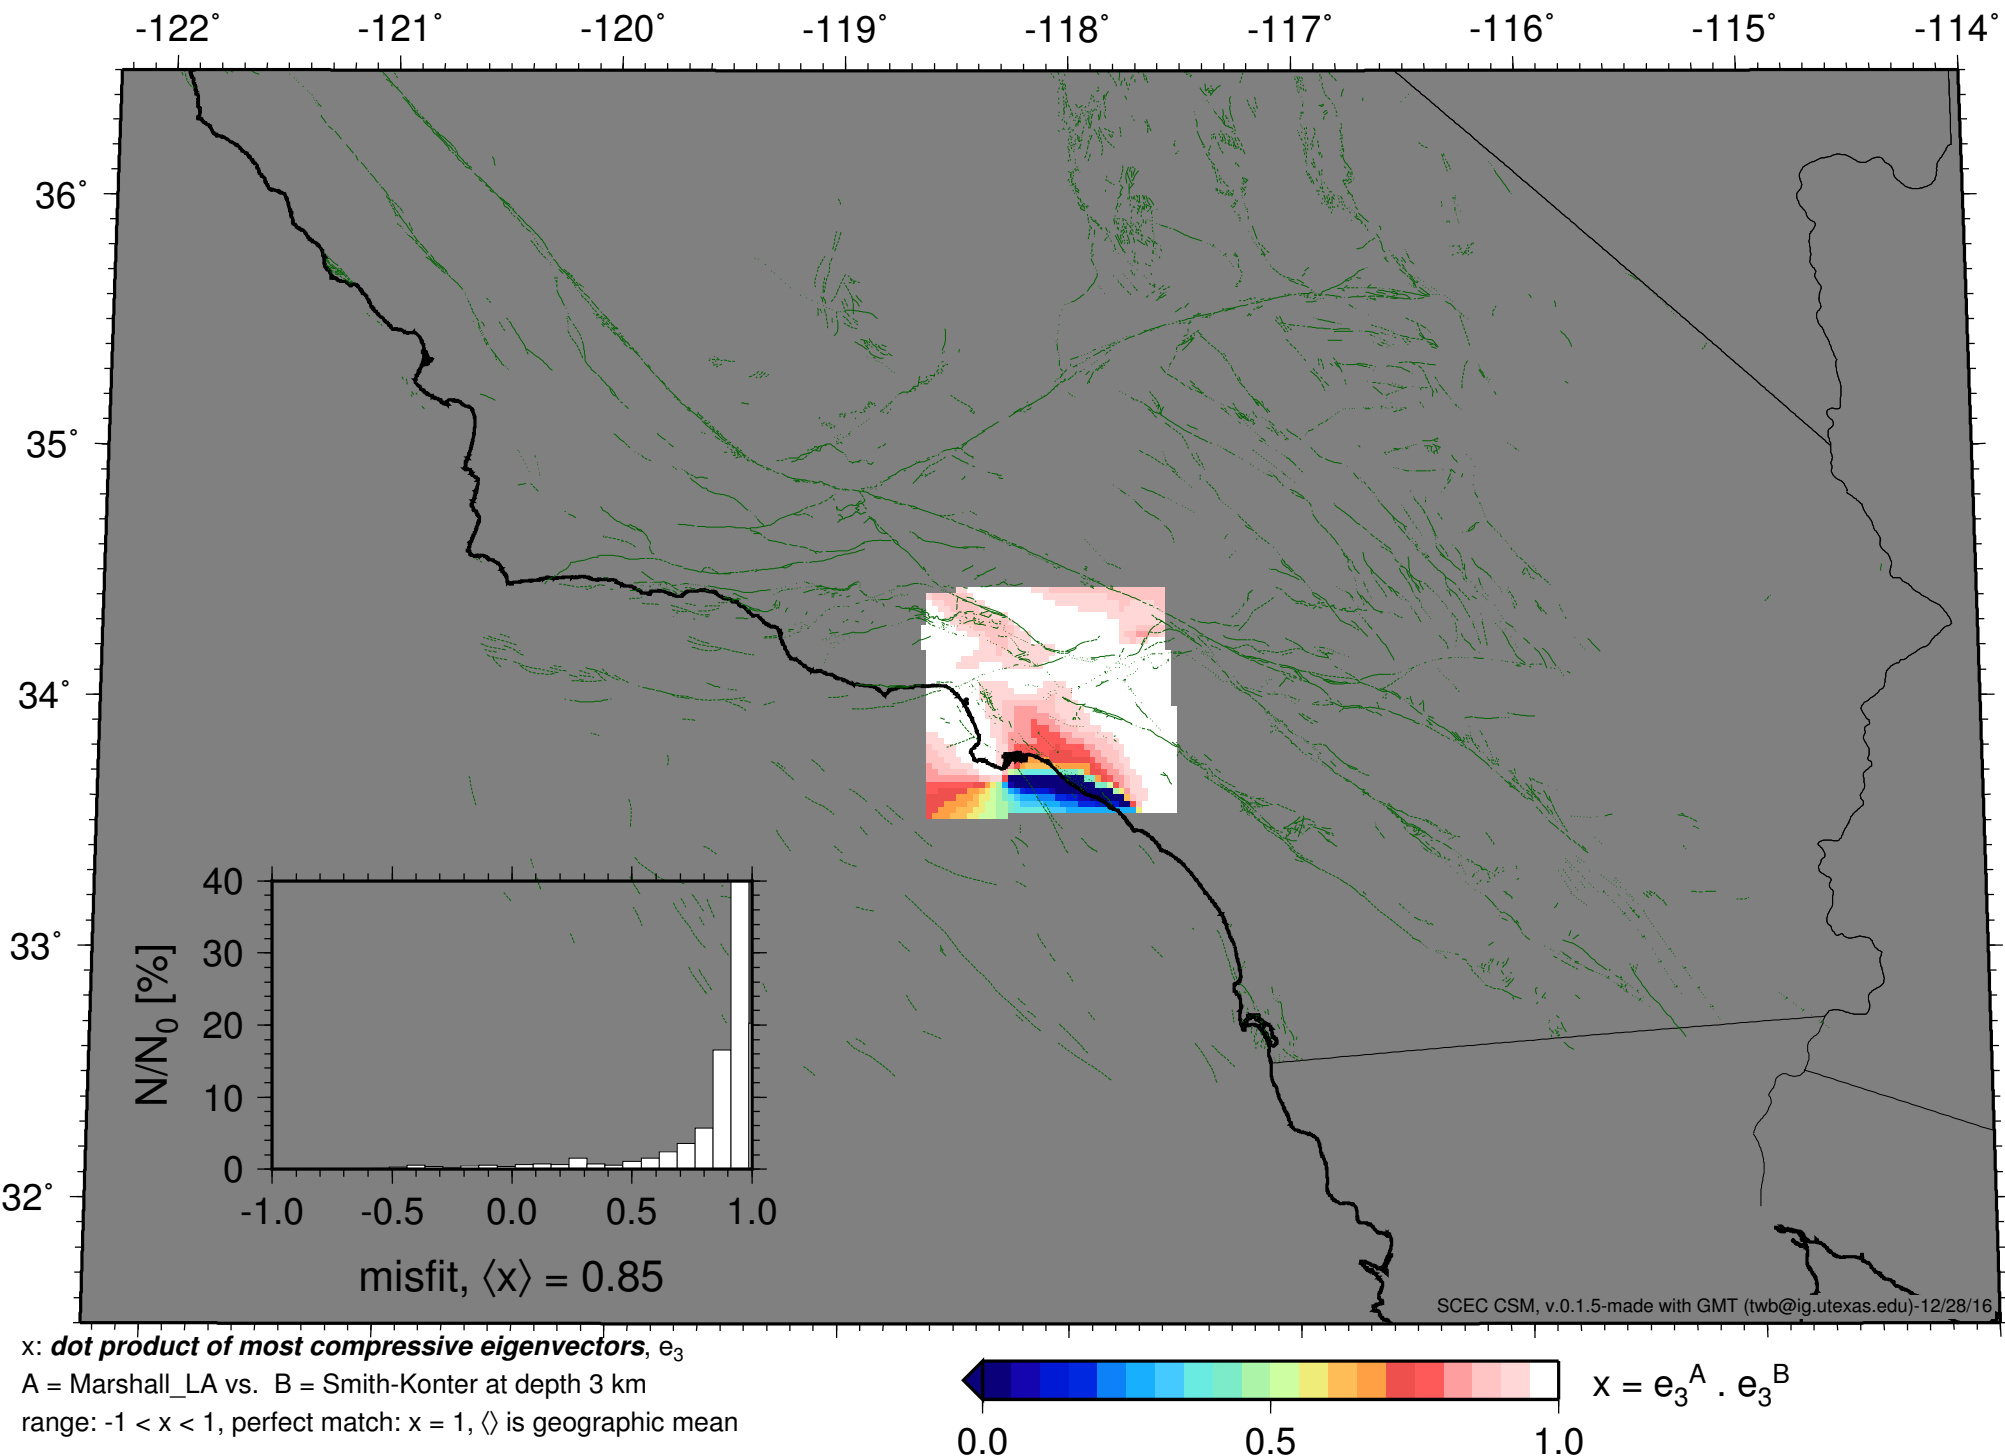 -122° -121° -120° -119° -118° -117° -116° -115° -114°
36°
35°
34°
33°
32°
40
30
20
10
0
N/N0 [%]
-1.0 -0.5 0.0 0.5 1.0
misfit, ⟨x⟩ = 0.85
SCEC CSM, v.0.1.5-made with GMT (twb@ig.utexas.edu)-12/28/16
x: dot product of most compressive eigenvectors, e3
A = Marshall_LA vs. B = Smith-Konter at depth 3 km
range: -1 < x < 1, perfect match: x = 1, ⟨⟩ is geographic mean
x = e3^A . e3^B
0.0 0.5 1.0